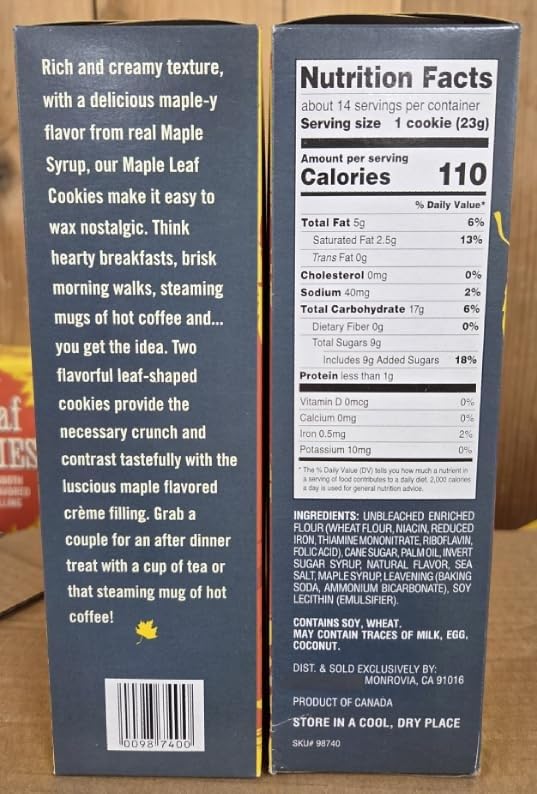 Rich and creamy texture,
with a delicious maple-y
flavor from real Maple
Syrup, our Maple Leaf
Cookies make it easy to
wax nostalgic. Think
hearty breakfasts, brisk
morning walks, steaming
mugs of hot coffee and...
you get the idea. Two
flavorful leaf-shaped
cookies provide the
necessary crunch and
contrast tastefully with the
luscious maple flavored
crème filling. Grab a
couple for an after dinner
treat with a cup of tea or
that steaming mug of hot
coffee!
0098 7400
Nutrition Facts
about 14 servings per container
Serving size 1 cookie (23g)
Amount per serving
Calories 110
% Daily Value*
Total Fat 5g 6%
Saturated Fat 2.5g 13%
Trans Fat 0g
Cholesterol 0mg 0%
Sodium 40mg 2%
Total Carbohydrate 17g 6%
Dietary Fiber 0g 0%
Total Sugars 9g
Includes 9g Added Sugars 18%
Protein less than 1g
Vitamin D 0mcg 0%
Calcium 0mg 0%
Iron 0.5mg 2%
Potassium 10mg 0%
* The % Daily Value (DV) tells you how much a nutrient in
a serving of food contributes to a daily diet. 2,000 calories
a day is used for general nutrition advice.
INGREDIENTS: UNBLEACHED ENRICHED
FLOUR (WHEAT FLOUR, NIACIN, REDUCED
IRON, THIAMINE MONONITRATE, RIBOFLAVIN,
FOLIC ACID), CANE SUGAR, PALM OIL, INVERT
SUGAR SYRUP, NATURAL FLAVOR, SEA
SALT, MAPLE SYRUP, LEAVENING (BAKING
SODA, AMMONIUM BICARBONATE), SOY
LECITHIN (EMULSIFIER).
CONTAINS SOY, WHEAT.
MAY CONTAIN TRACES OF MILK, EGG,
COCONUT.
DIST. & SOLD EXCLUSIVELY BY:
MONROVIA, CA 91016
PRODUCT OF CANADA
STORE IN A COOL, DRY PLACE
SKU# 98740